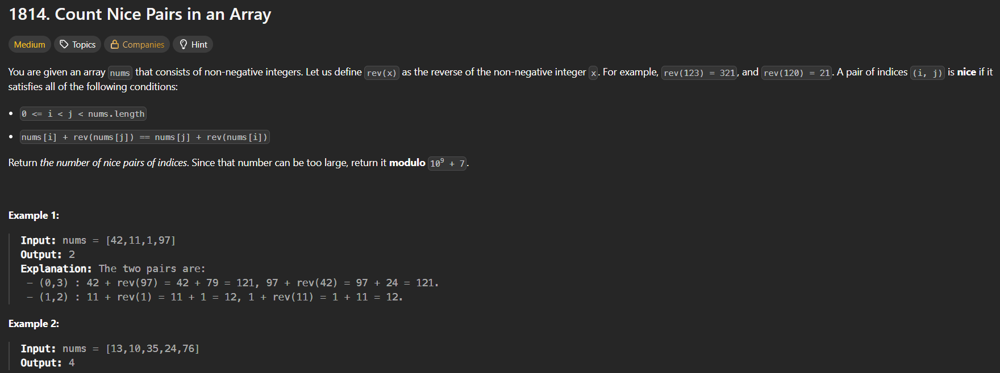 1814. Count Nice Pairs in an Array
Medium Topics Companies Hint
You are given an array nums that consists of non-negative integers. Let us define rev(x) as the reverse of the non-negative integer x. For example, rev(123) = 321, and rev(120) = 21. A pair of indices (i, j) is nice if it
satisfies all of the following conditions:
• 0 <= i < j < nums.length
• nums[i] + rev(nums[j]) == nums[j] + rev(nums[i])
Return the number of nice pairs of indices. Since that number can be too large, return it modulo 10⁹ + 7.
Example 1:
Input: nums = [42,11,1,97]
Output: 2
Explanation: The two pairs are:
- (0,3) : 42 + rev(97) = 42 + 79 = 121, 97 + rev(42) = 97 + 24 = 121.
- (1,2) : 11 + rev(1) = 11 + 1 = 12, 1 + rev(11) = 1 + 11 = 12.
Example 2:
Input: nums = [13,10,35,24,76]
Output: 4